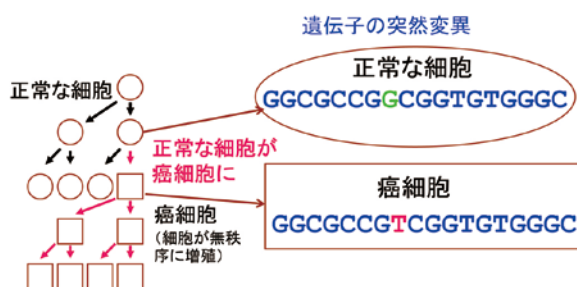 遺伝子の突然変異
正常な細胞
正常な細胞
GGCGCCGGCGGTGTGGGC
正常な細胞が
癌細胞に
癌細胞
癌細胞
(細胞が無秩
序に増殖)
GGCGCCGTCGGTGTGGGC